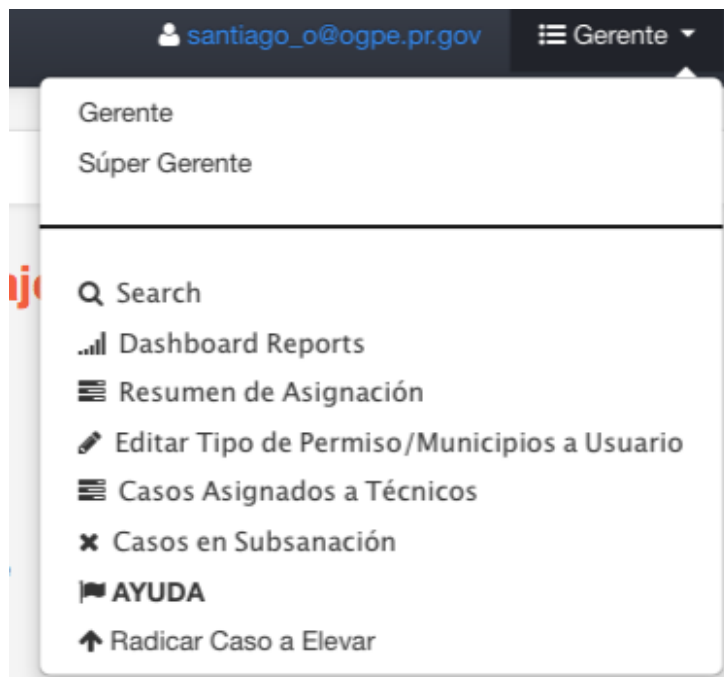 santiago_o@ogpe.pr.gov
Gerente
Gerente
Súper Gerente
Search
Dashboard Reports
Resumen de Asignación
Editar Tipo de Permiso/Municipios a Usuario
Casos Asignados a Técnicos
Casos en Subsanación
AYUDA
Radicar Caso a Elevar